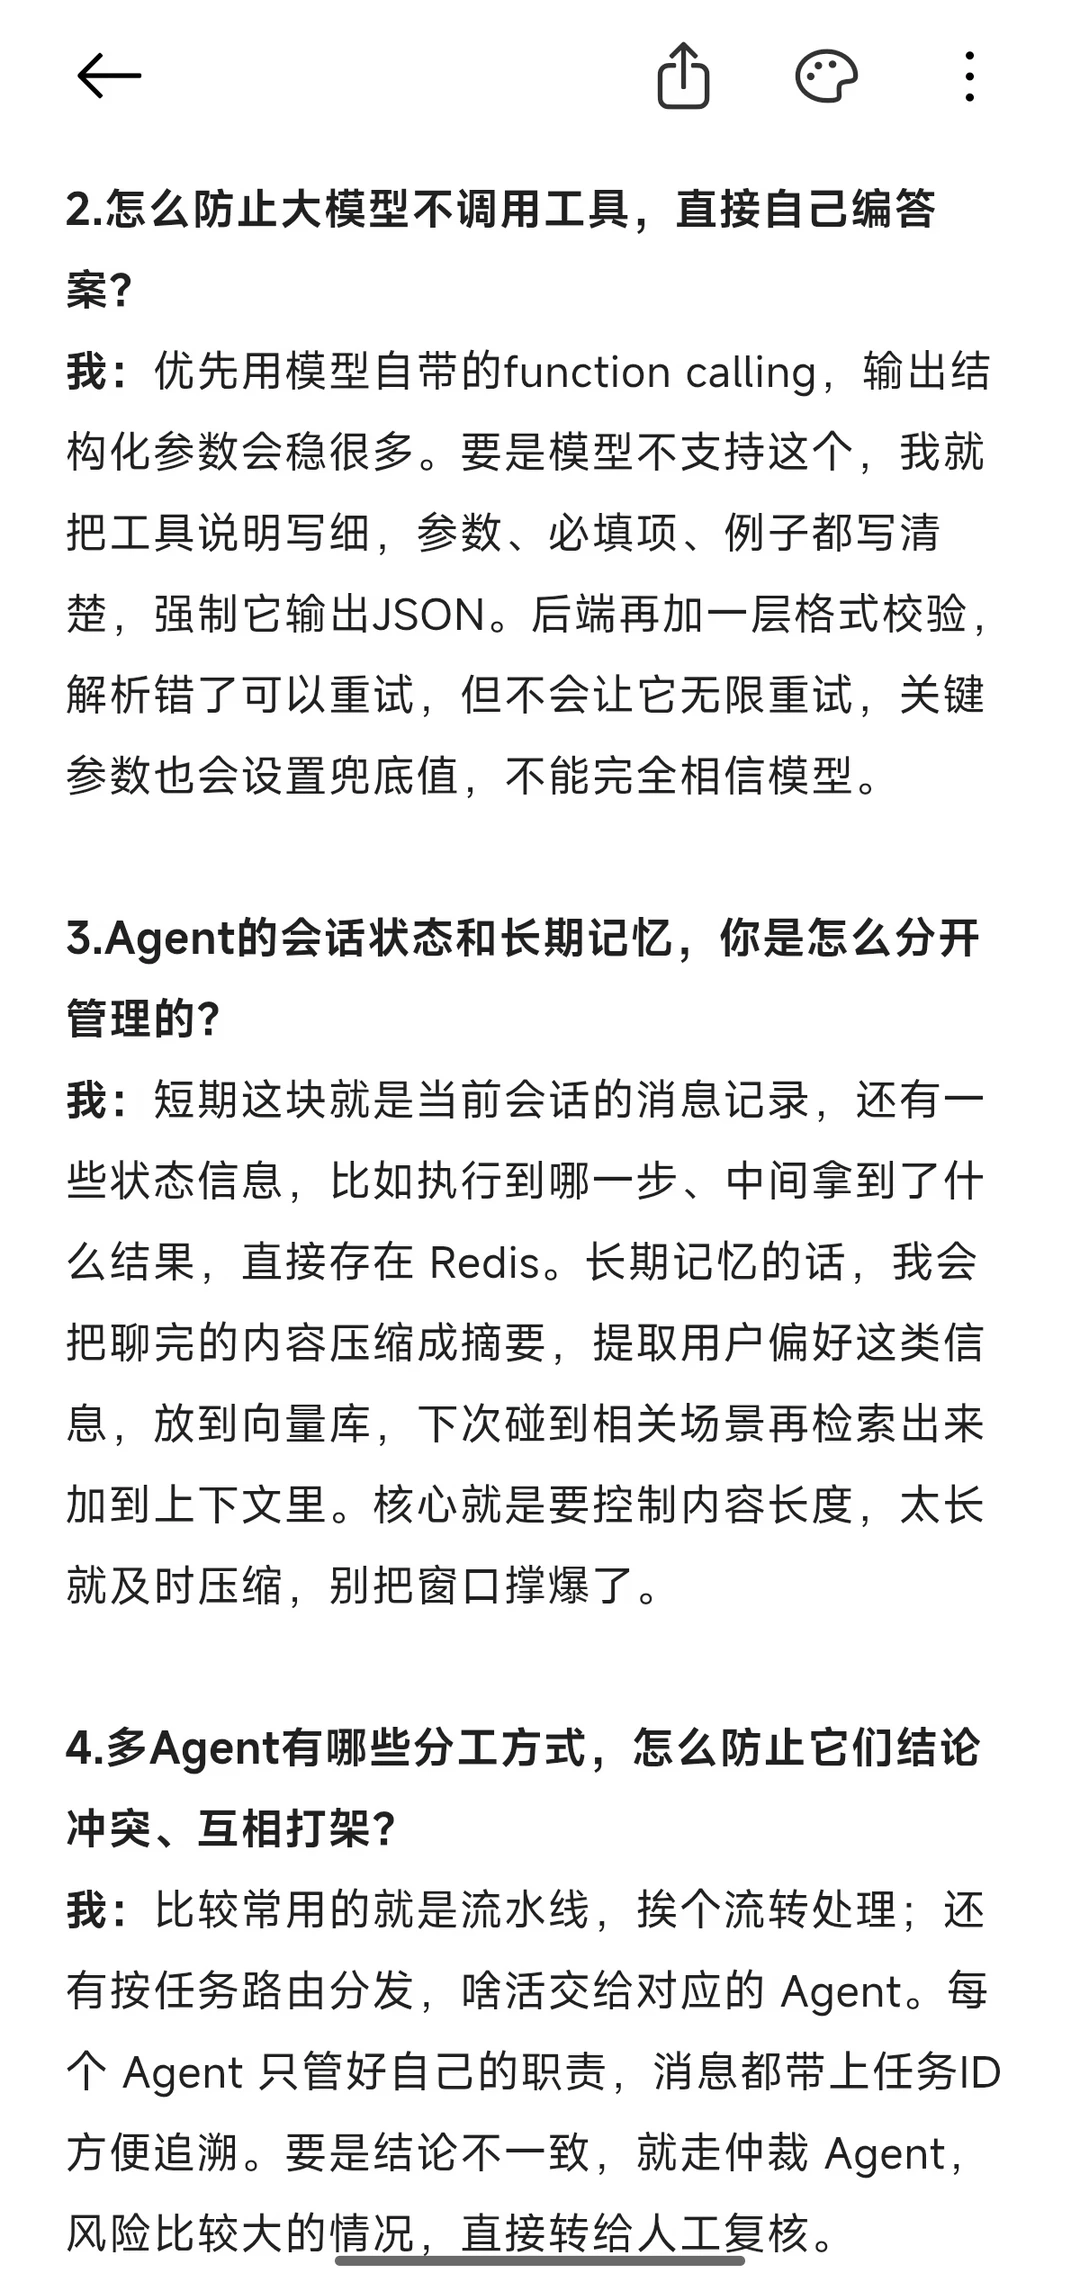 2.怎么防止大模型不调用工具，直接自己编答
案？
我：优先用模型自带的function calling，输出结
构化参数会稳很多。要是模型不支持这个，我就
把工具说明写细，参数、必填项、例子都写清
楚，强制它输出JSON。后端再加一层格式校验，
解析错了可以重试，但不会让它无限重试，关键
参数也会设置兜底值，不能完全相信模型。
3.Agent的会话状态和长期记忆，你是怎么分开
管理的？
我：短期这块就是当前会话的消息记录，还有一
些状态信息，比如执行到哪一步、中间拿到了什
么结果，直接存在 Redis。长期记忆的话，我会
把聊完的内容压缩成摘要，提取用户偏好这类信
息，放到向量库，下次碰到相关场景再检索出来
加到上下文里。核心就是要控制内容长度，太长
就及时压缩，别把窗口撑爆了。
4.多Agent有哪些分工方式，怎么防止它们结论
冲突、互相打架？
我：比较常用的就是流水线，挨个流转处理；还
有按任务路由分发，啥活交给对应的 Agent。每
个 Agent 只管好自己的职责，消息都带上任务ID
方便追溯。要是结论不一致，就走仲裁 Agent，
风险比较大的情况，直接转给人工复核。